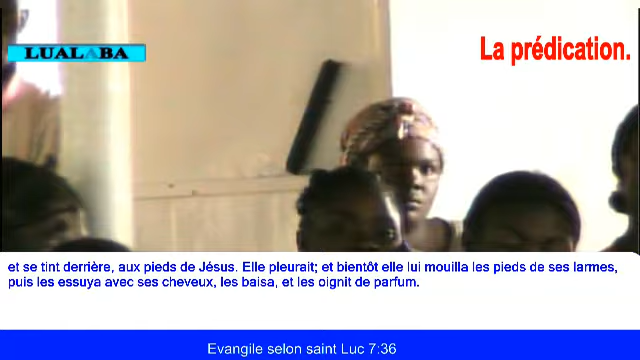 LUALABA
La prédication.
et se tint derrière, aux pieds de Jésus. Elle pleurait; et bientôt elle lui mouilla les pieds de ses larmes,
puis les essuya avec ses cheveux, les baisa, et les oignit de parfum.
Evangile selon saint Luc 7:36